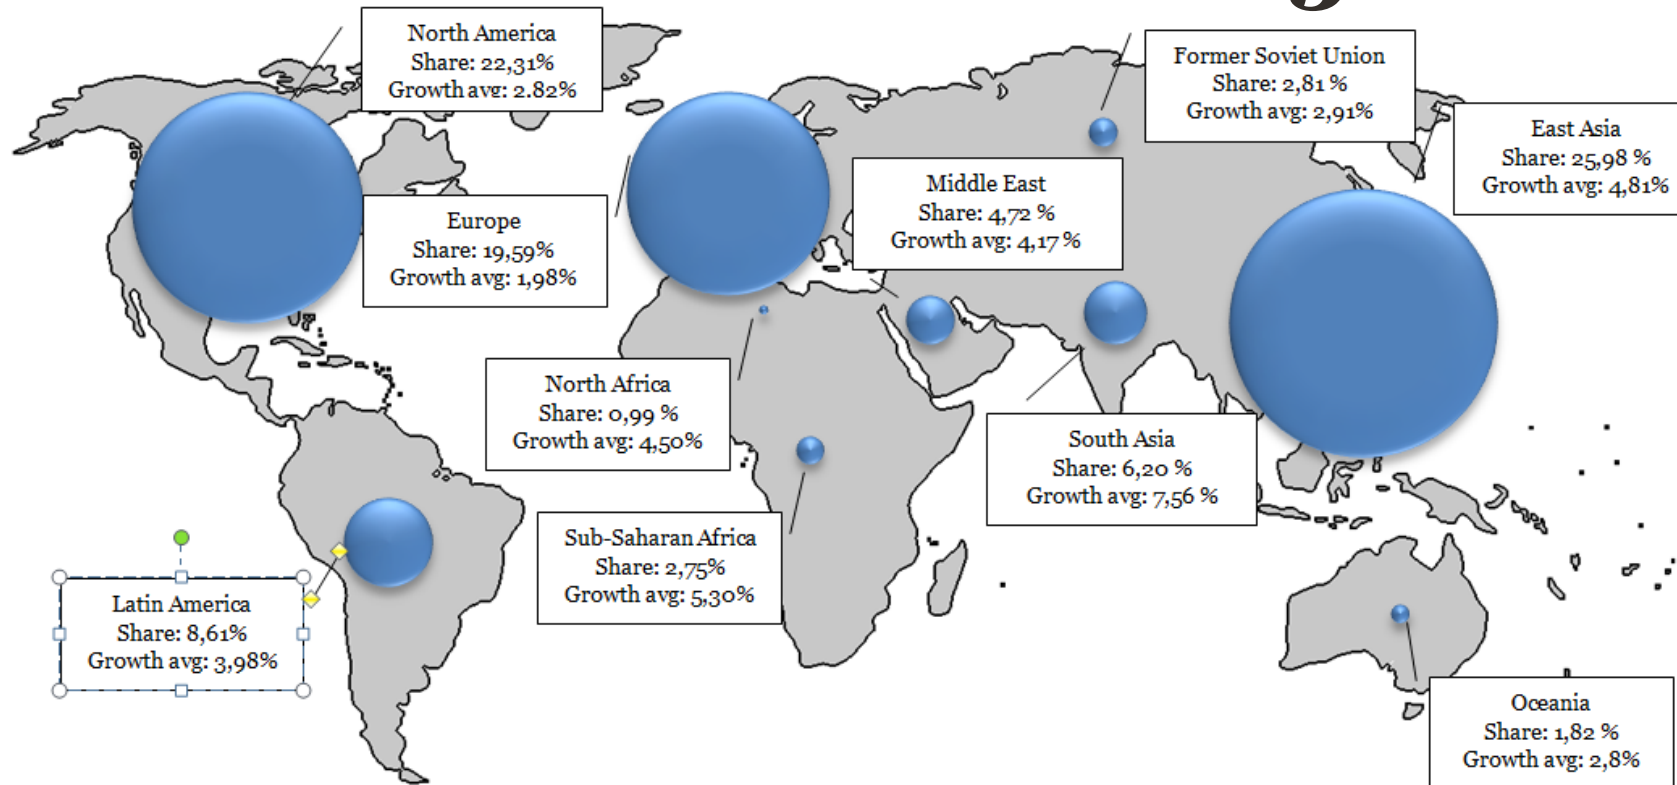 North America
Share: 22,31%
Growth avg: 2.82%
Former Soviet Union
Share: 2,81 %
Growth avg: 2,91%
East Asia
Share: 25,98 %
Growth avg: 4,81%
Middle East
Share: 4,72 %
Growth avg: 4,17 %
Europe
Share: 19,59%
Growth avg: 1,98%
North Africa
Share: 0,99 %
Growth avg: 4,50%
South Asia
Share: 6,20 %
Growth avg: 7,56 %
Sub-Saharan Africa
Share: 2,75%
Growth avg: 5,30%
Latin America
Share: 8,61%
Growth avg: 3,98%
Oceania
Share: 1,82 %
Growth avg: 2,8%